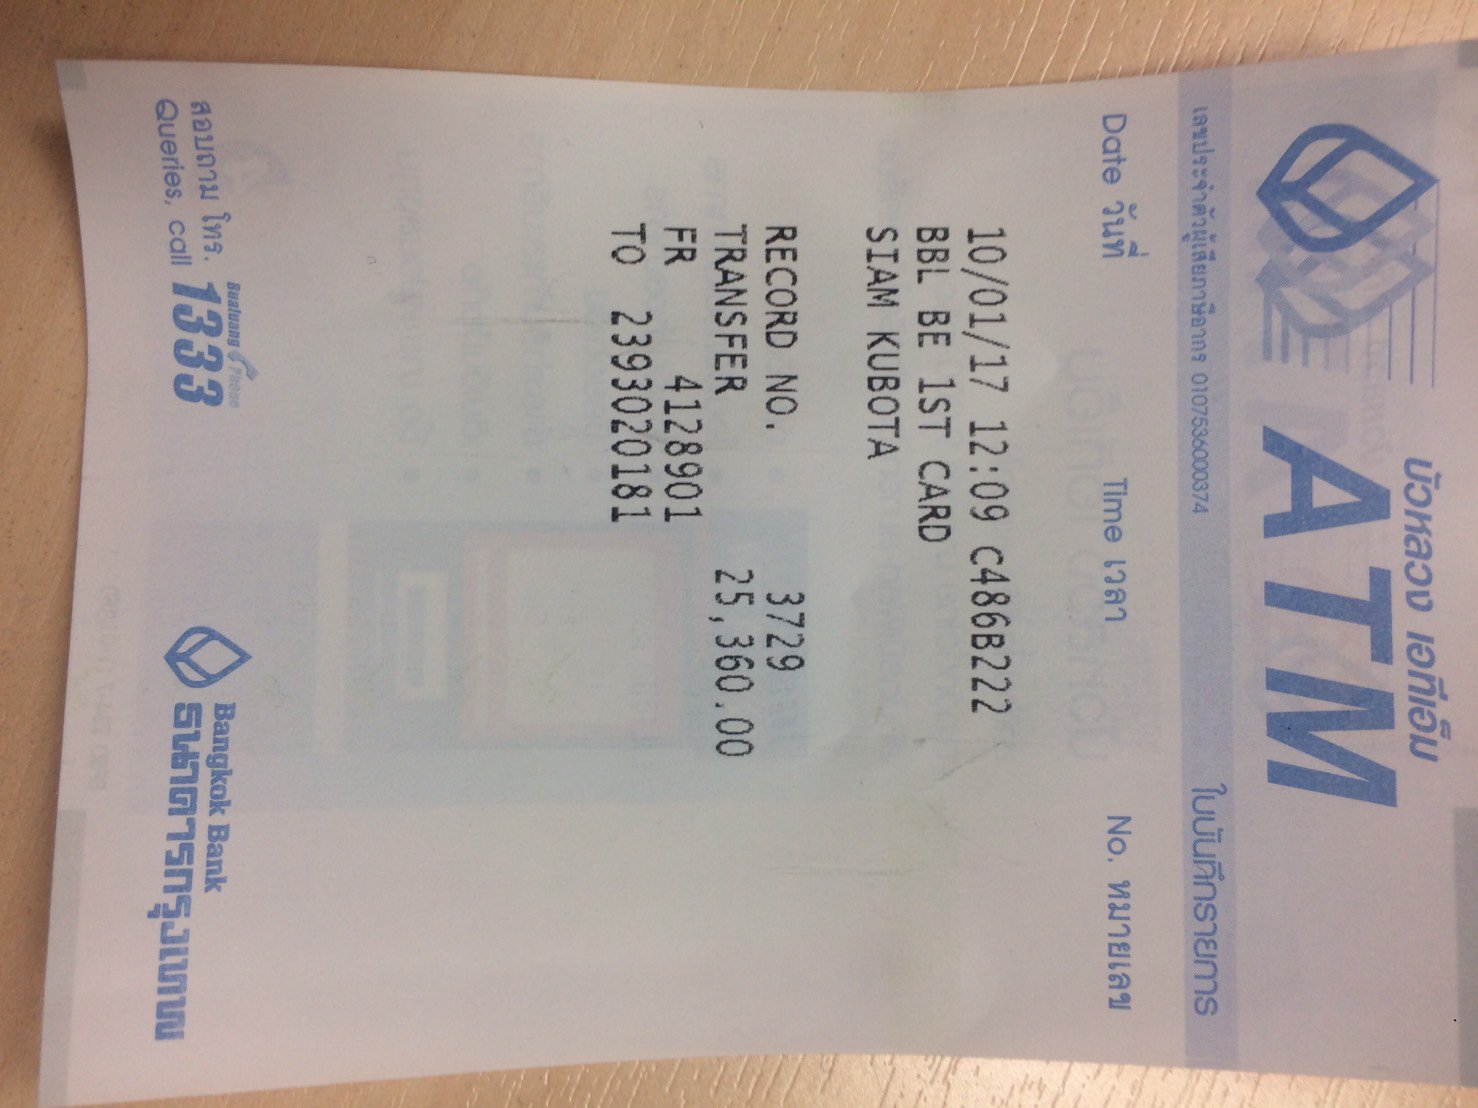 บัวหลวง เอทีเอ็ม
ATM
เลขประจำตัวผู้เสียภาษีอากร 0107536000374 ใบบันทึกรายการ
Date วันที่ Time เวลา No. หมายเลข
10/01/17 12:09 C486B222
BBL BE 1ST CARD
SIAM KUBOTA
RECORD NO. 3729
TRANSFER 25,360.00
FR 4128901
TO 2393020181
สอบถาม โทร. Bualuang Phone
Queries, call 1333
Bangkok Bank
ธนาคารกรุงเทพ